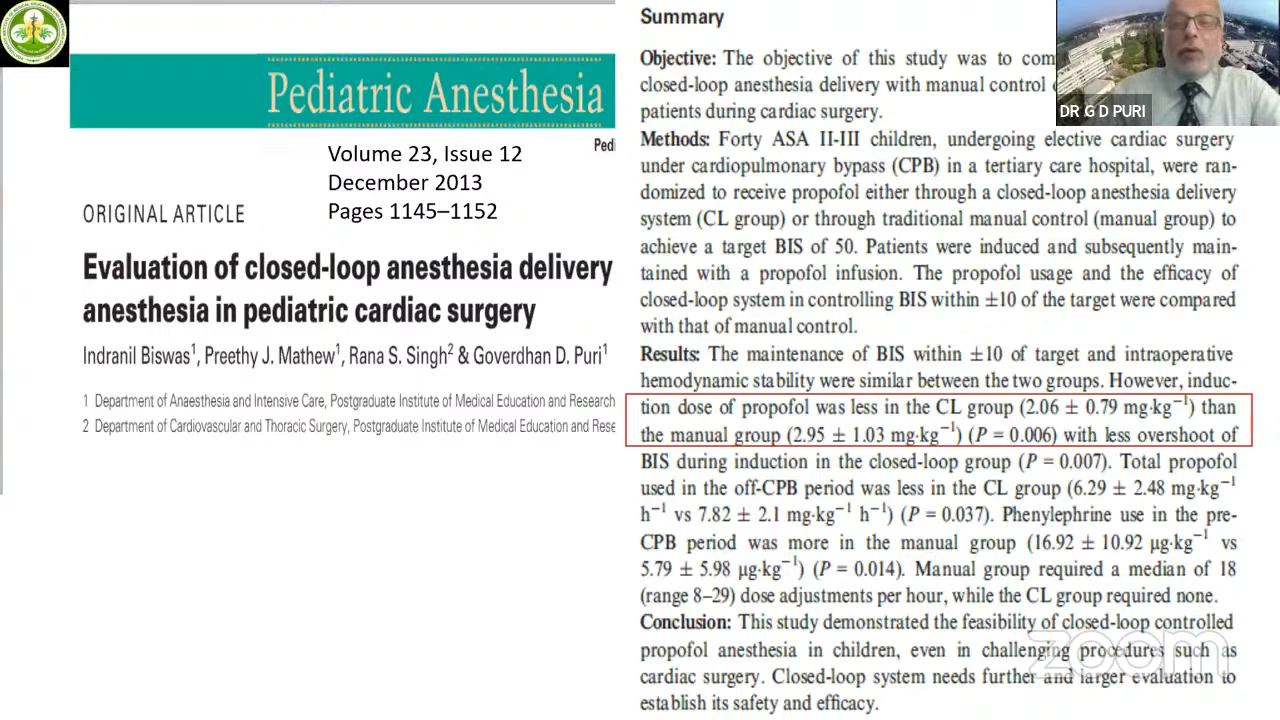 Pediatric Anesthesia
Pedi
Volume 23, Issue 12
December 2013
Pages 1145–1152
ORIGINAL ARTICLE
Evaluation of closed-loop anesthesia delivery
anesthesia in pediatric cardiac surgery
Indranil Biswas1, Preethy J. Mathew1, Rana S. Singh2 & Goverdhan D. Puri1
1 Department of Anaesthesia and Intensive Care, Postgraduate Institute of Medical Education and Research
2 Department of Cardiovascular and Thoracic Surgery, Postgraduate Institute of Medical Education and Rese
Summary
Objective: The objective of this study was to com
closed-loop anesthesia delivery with manual control
patients during cardiac surgery.
Methods: Forty ASA II-III children, undergoing elective cardiac surgery
under cardiopulmonary bypass (CPB) in a tertiary care hospital, were ran-
domized to receive propofol either through a closed-loop anesthesia delivery
system (CL group) or through traditional manual control (manual group) to
achieve a target BIS of 50. Patients were induced and subsequently main-
tained with a propofol infusion. The propofol usage and the efficacy of
closed-loop system in controlling BIS within ±10 of the target were compared
with that of manual control.
Results: The maintenance of BIS within ±10 of target and intraoperative
hemodynamic stability were similar between the two groups. However, induc-
tion dose of propofol was less in the CL group (2.06 ± 0.79 mg·kg−1) than
the manual group (2.95 ± 1.03 mg·kg−1) (P = 0.006) with less overshoot of
BIS during induction in the closed-loop group (P = 0.007). Total propofol
used in the off-CPB period was less in the CL group (6.29 ± 2.48 mg·kg−1
h−1 vs 7.82 ± 2.1 mg·kg−1 h−1) (P = 0.037). Phenylephrine use in the pre-
CPB period was more in the manual group (16.92 ± 10.92 μg·kg−1 vs
5.79 ± 5.98 μg·kg−1) (P = 0.014). Manual group required a median of 18
(range 8–29) dose adjustments per hour, while the CL group required none.
Conclusion: This study demonstrated the feasibility of closed-loop controlled
propofol anesthesia in children, even in challenging procedures such as
cardiac surgery. Closed-loop system needs further and larger evaluation to
establish its safety and efficacy.
DR G D PURI
zoom